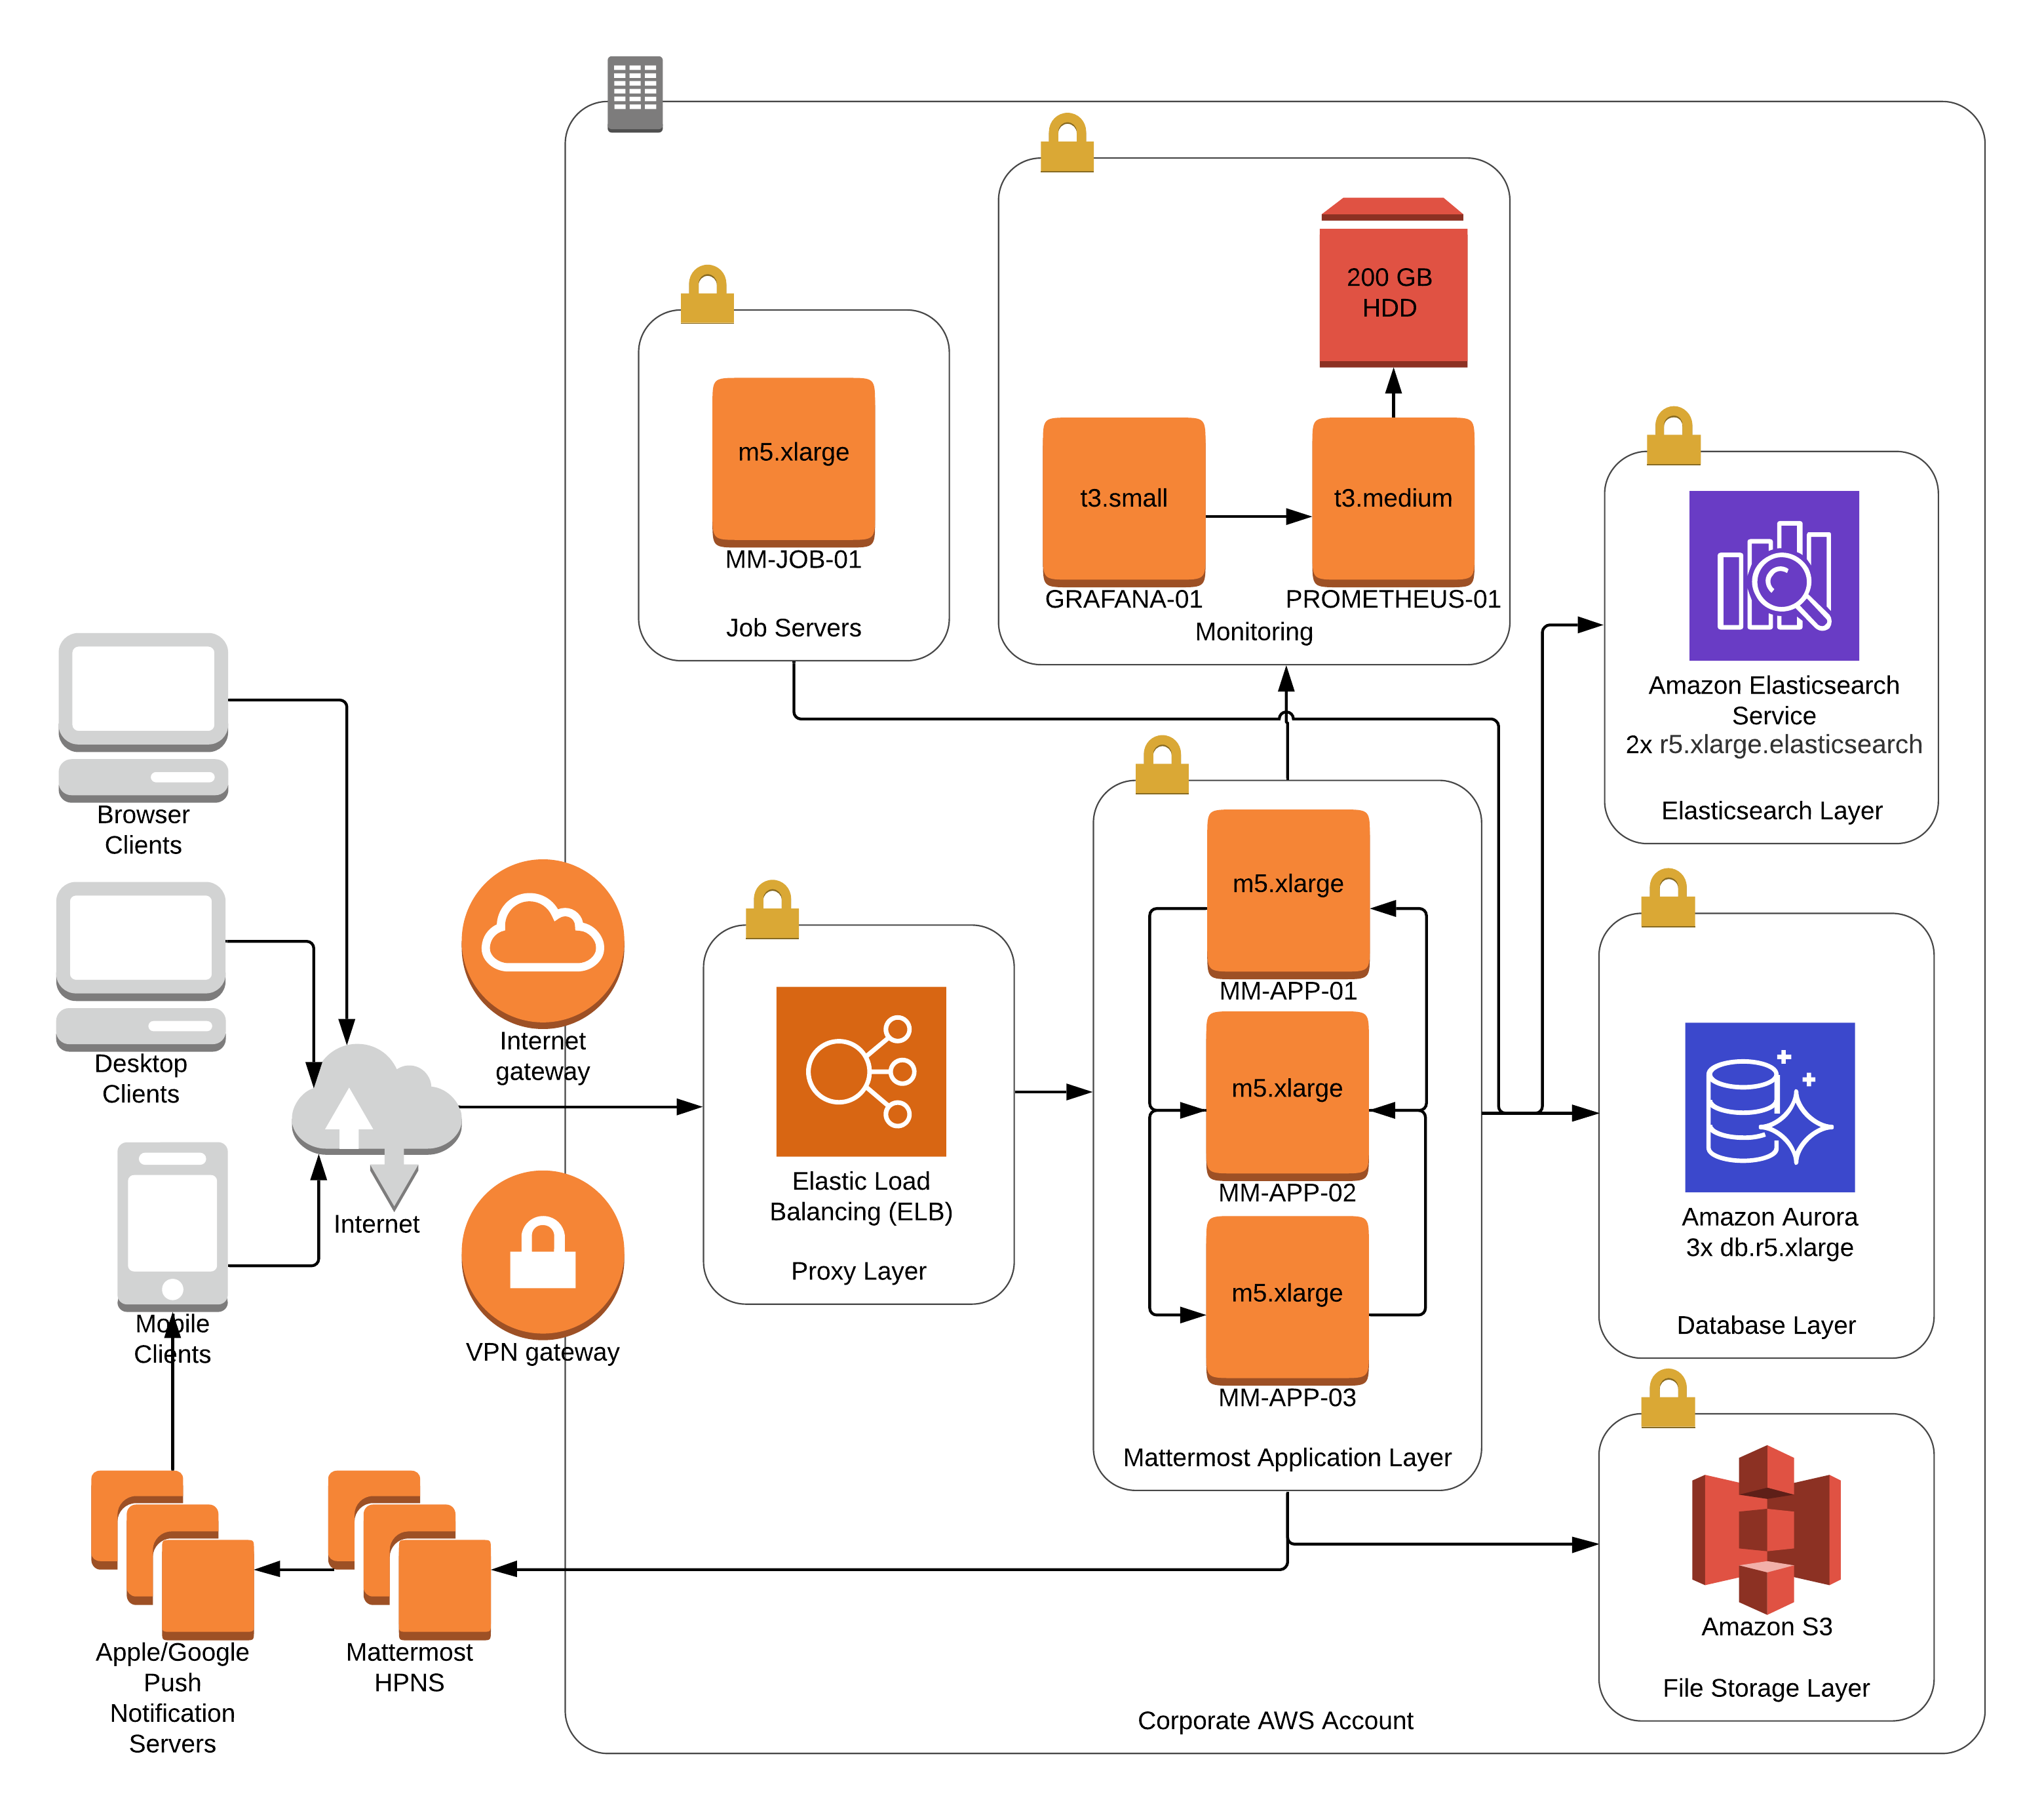 200 GB
HDD
m5.xlarge
MM-JOB-01
Job Servers
t3.small
GRAFANA-01
t3.medium
PROMETHEUS-01
Monitoring
Amazon Elasticsearch
Service
2x r5.xlarge.elasticsearch
Elasticsearch Layer
Browser
Clients
Desktop
Clients
Mobile
Clients
Internet
Internet
gateway
VPN gateway
Elastic Load
Balancing (ELB)
Proxy Layer
m5.xlarge
MM-APP-01
m5.xlarge
MM-APP-02
m5.xlarge
MM-APP-03
Mattermost Application Layer
Amazon Aurora
3x db.r5.xlarge
Database Layer
Amazon S3
File Storage Layer
Apple/Google
Push
Notification
Servers
Mattermost
HPNS
Corporate AWS Account